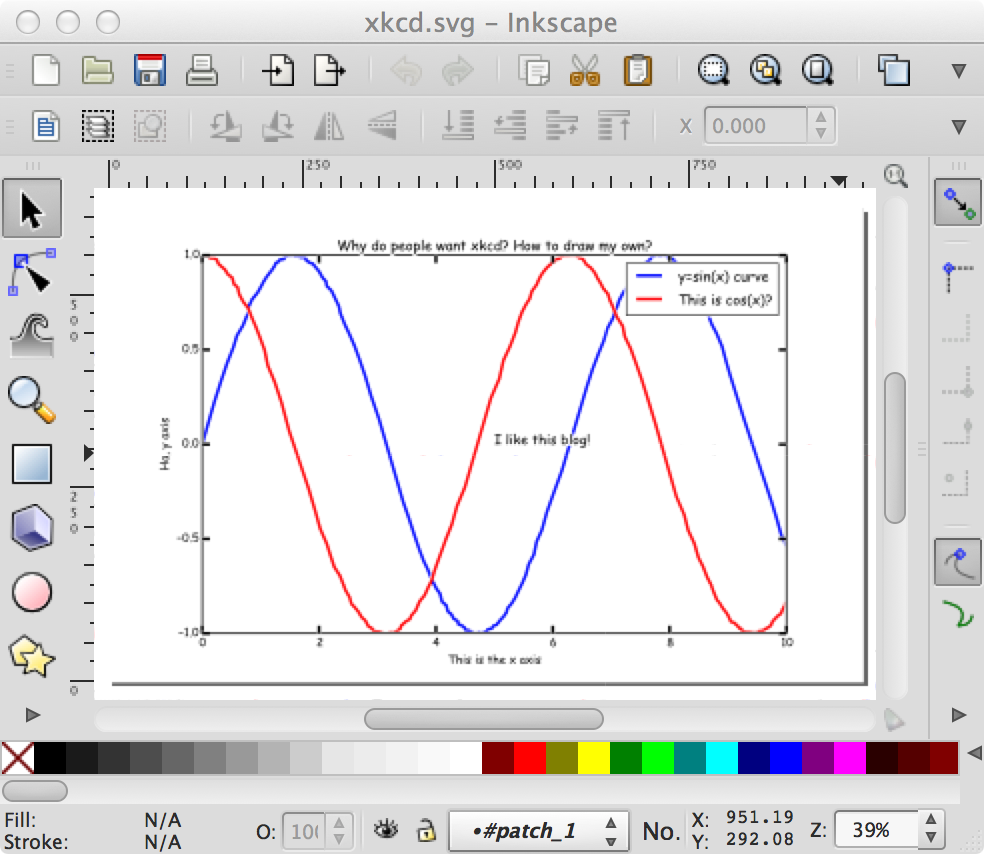 xkcd.svg – Inkscape
X 0.000
0 250 500 750
500
250
0
Why do people want xkcd? How to draw my own?
y=sin(x) curve
This is cos(x)?
1.0
0.5
0.0
-0.5
-1.0
Ha, y axis
I like this blog!
0 2 4 6 8 10
This is the x axis
Fill: N/A
Stroke: N/A
O: 10
•#patch_1
No.
X: 951.19
Y: 292.08
Z: 39%